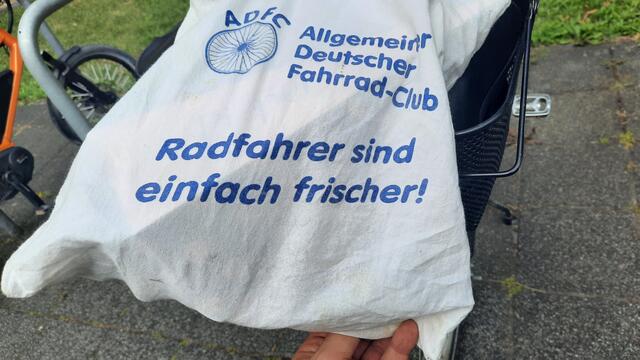 ADFC
Allgemeiner
Deutscher
Fahrrad-Club
Radfahrer sind
einfach frischer!